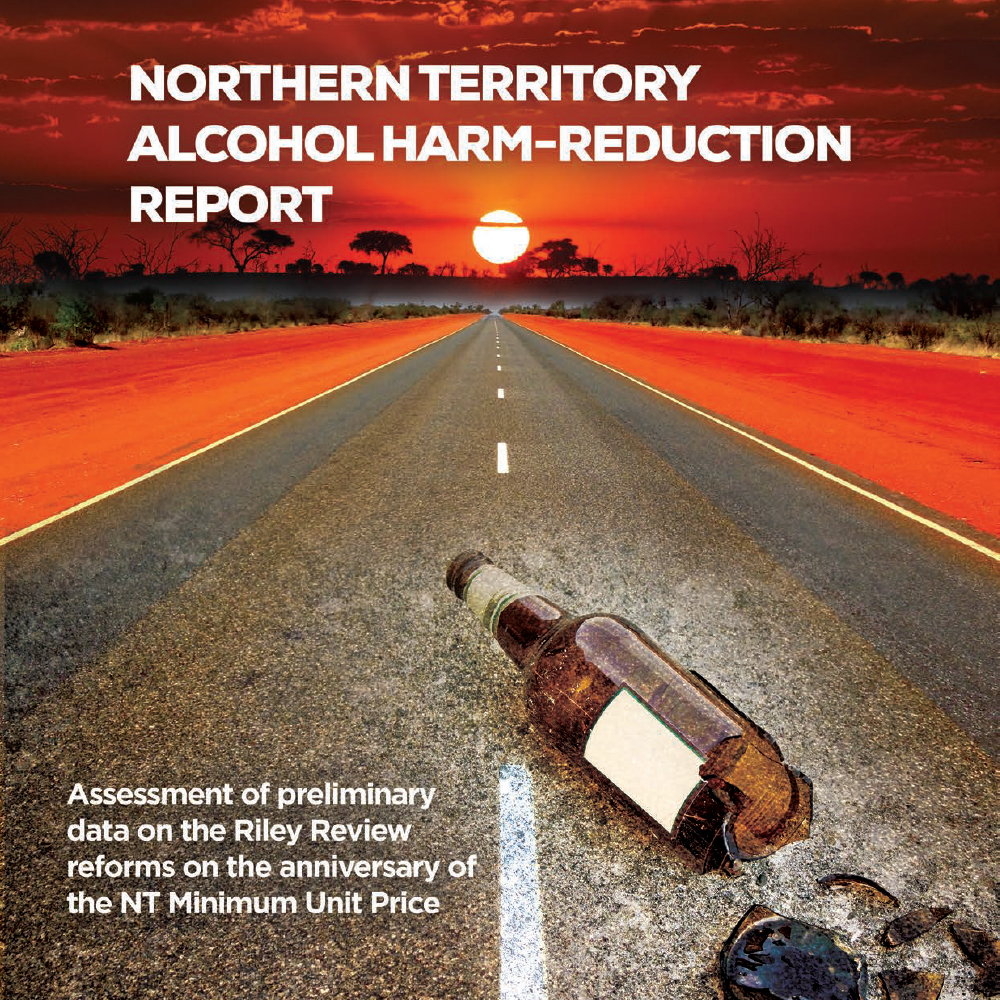 NORTHERN TERRITORY
ALCOHOL HARM-REDUCTION
REPORT
Assessment of preliminary
data on the Riley Review
reforms on the anniversary of
the NT Minimum Unit Price